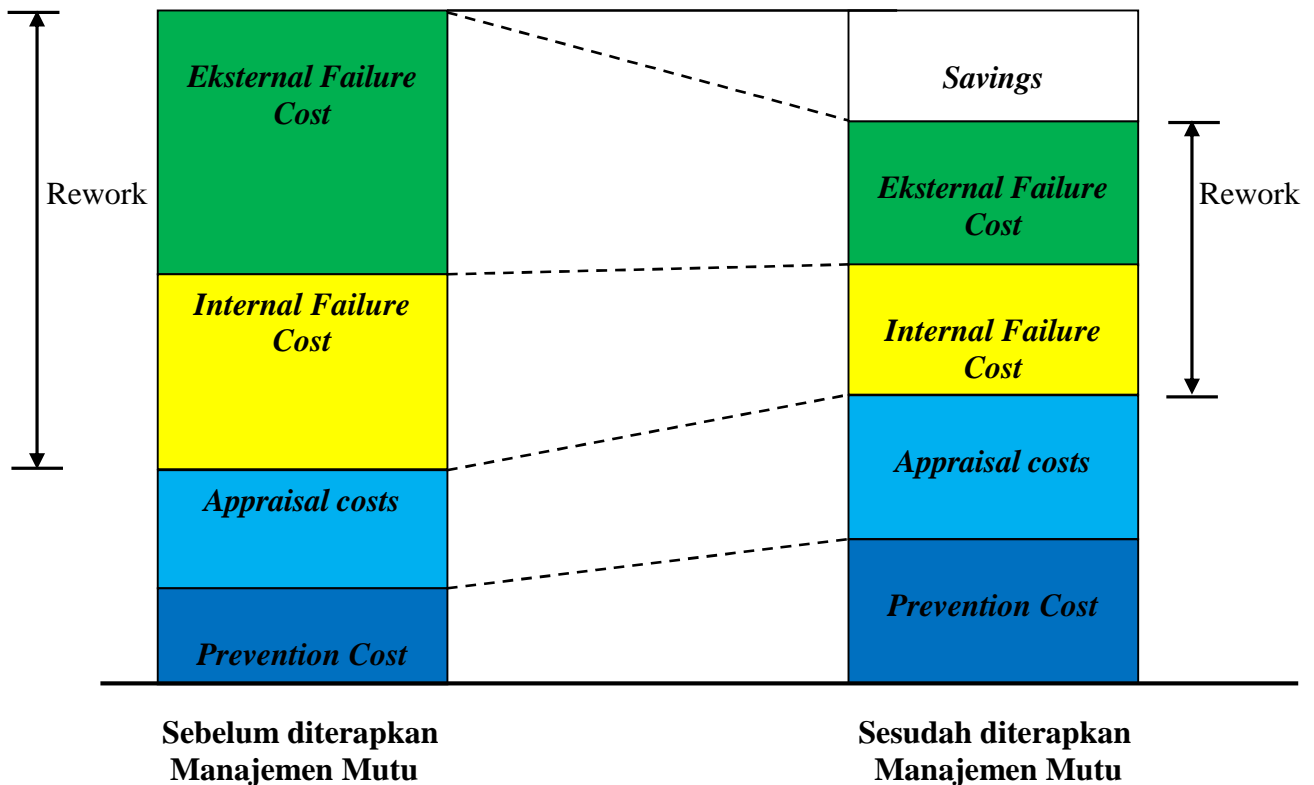 Rework
Eksternal Failure
Cost
Internal Failure
Cost
Appraisal costs
Prevention Cost
Sebelum diterapkan
Manajemen Mutu
Savings
Eksternal Failure
Cost
Internal Failure
Cost
Appraisal costs
Prevention Cost
Rework
Sesudah diterapkan
Manajemen Mutu